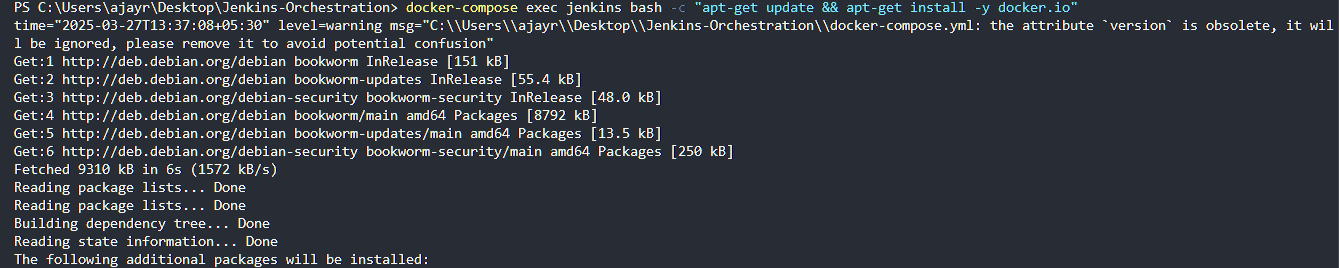 PS C:\Users\ajayr\Desktop\Jenkins-Orchestration> docker-compose exec jenkins bash -c "apt-get update && apt-get install -y docker.io"
time="2025-03-27T13:37:08+05:30" level=warning msg="C:\\Users\\ajayr\\Desktop\\Jenkins-Orchestration\\docker-compose.yml: the attribute `version` is obsolete, it wil
l be ignored, please remove it to avoid potential confusion"
Get:1 http://deb.debian.org/debian bookworm InRelease [151 kB]
Get:2 http://deb.debian.org/debian bookworm-updates InRelease [55.4 kB]
Get:3 http://deb.debian.org/debian-security bookworm-security InRelease [48.0 kB]
Get:4 http://deb.debian.org/debian bookworm/main amd64 Packages [8792 kB]
Get:5 http://deb.debian.org/debian bookworm-updates/main amd64 Packages [13.5 kB]
Get:6 http://deb.debian.org/debian-security bookworm-security/main amd64 Packages [250 kB]
Fetched 9310 kB in 6s (1572 kB/s)
Reading package lists... Done
Reading package lists... Done
Building dependency tree... Done
Reading state information... Done
The following additional packages will be installed: